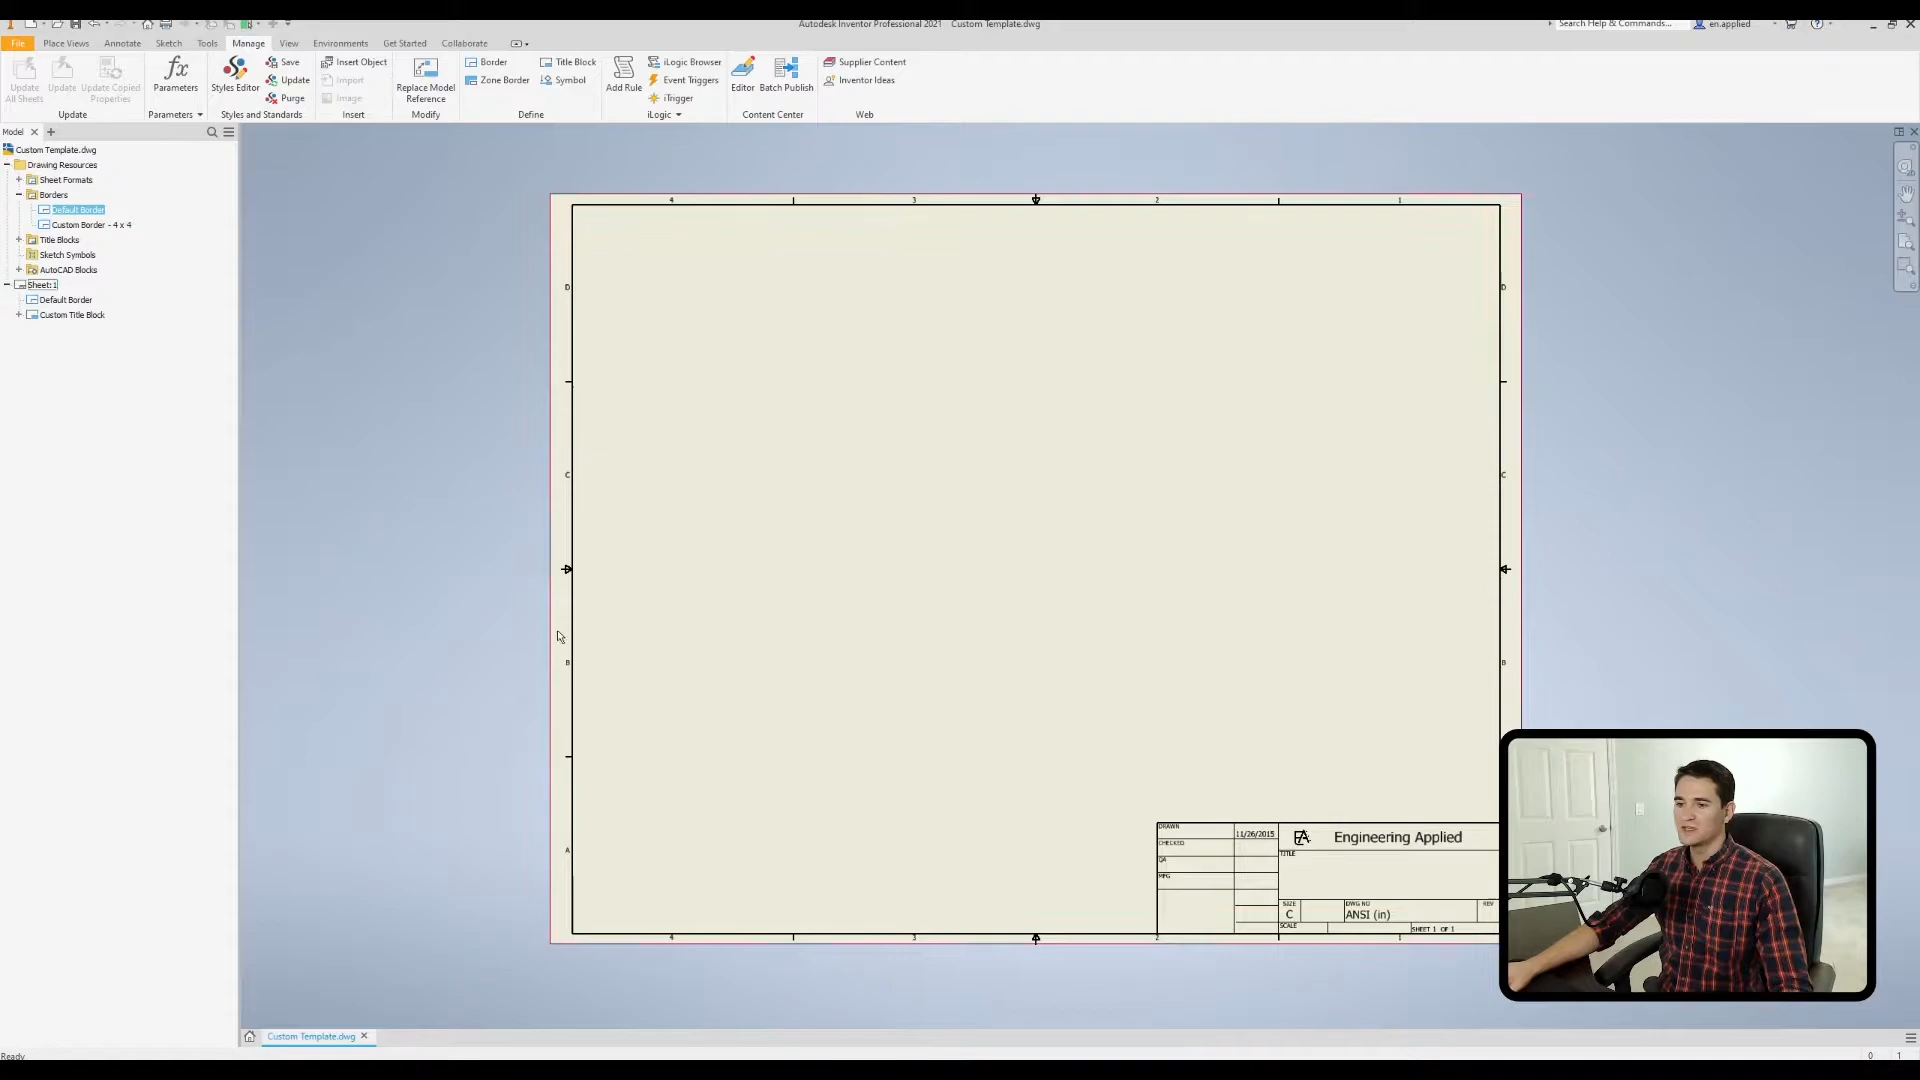 Autodesk Inventor Professional 2021 Custom Template.dwg
Search Help & Commands...
en.applied
File Place Views Annotate Sketch Tools Manage View Environments Get Started Collaborate
Update All Sheets
Update
Update Copied Properties
Update
Parameters
Parameters
Styles Editor
Save
Update
Purge
Styles and Standards
Insert Object
Import
Image
Insert
Replace Model Reference
Modify
Border
Zone Border
Title Block
Symbol
Define
Add Rule
iLogic Browser
Event Triggers
iTrigger
iLogic
Editor
Batch Publish
Content Center
Supplier Content
Inventor Ideas
Web
Model
Custom Template.dwg
Drawing Resources
Sheet Formats
Borders
Default Border
Custom Border - 4 x 4
Title Blocks
Sketch Symbols
AutoCAD Blocks
Sheet:1
Default Border
Custom Title Block
4 3 2 1
D D
C C
B B
A
DRAWN
11/26/2015
CHECKED
QA
MFG
EA Engineering Applied
TITLE
SIZE
C
DWG NO
ANSI (in)
REV
SCALE
SHEET 1 OF 1
4 3 2 1
Custom Template.dwg
Ready
0 1